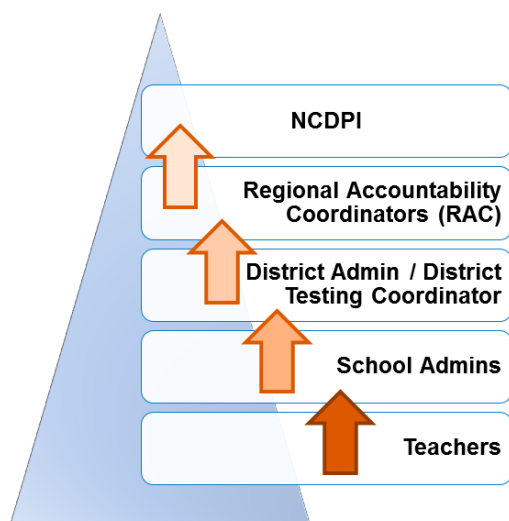 NCDPI
Regional Accountability
Coordinators (RAC)
District Admin / District
Testing Coordinator
School Admins
Teachers